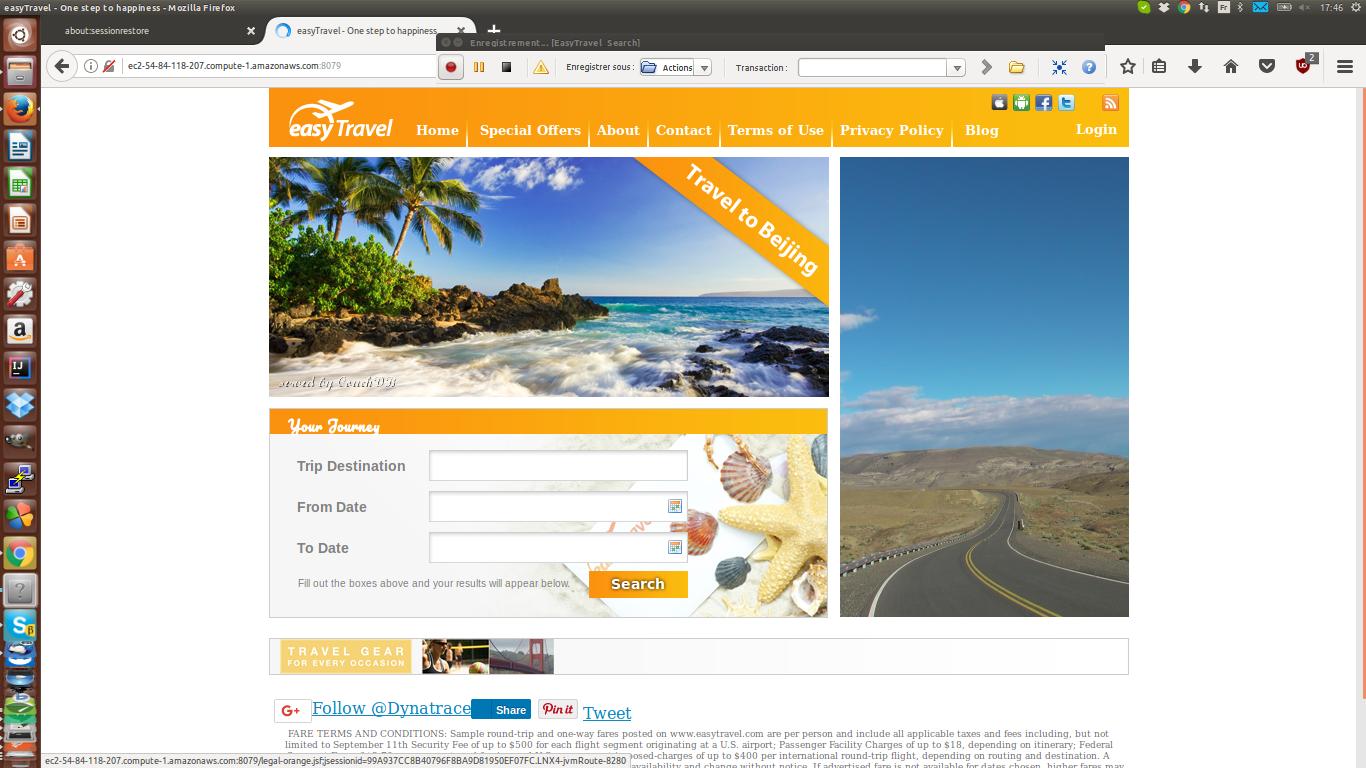 easyTravel - One step to happiness - Mozilla Firefox
Fr
17:46
about:sessionrestore
easyTravel - One step to happiness
Enregistrement... [EasyTravel Search]
ec2-54-84-118-207.compute-1.amazonaws.com:8079
Enregistrer sous :
Actions
Transaction :
2
easyTravel
Home
Special Offers
About
Contact
Terms of Use
Privacy Policy
Blog
Login
Travel to Beijing
served by CouchDB
Your Journey
Trip Destination
From Date
To Date
Fill out the boxes above and your results will appear below.
Search
TRAVEL GEAR
FOR EVERY OCCASION
G+
Follow @Dynatrace
Share
Pin it
Tweet
FARE TERMS AND CONDITIONS: Sample round-trip and one-way fares posted on www.easytravel.com are per person and include all applicable taxes and fees including, but not
limited to September 11th Security Fee of up to $500 for each flight segment originating at a U.S. airport; Passenger Facility Charges of up to $18, depending on itinerary; Federal
posed-charges of up to $400 per international round-trip flight, depending on routing and destination. A
availability and change without notice. If advertised fare is not available for dates chosen, higher fares may
ec2-54-84-118-207.compute-1.amazonaws.com:8079/legal-orange.jsf;jsessionid=99A937CC8B40796F8BA9D81950EF07FC.LNX4-jvmRoute-8280